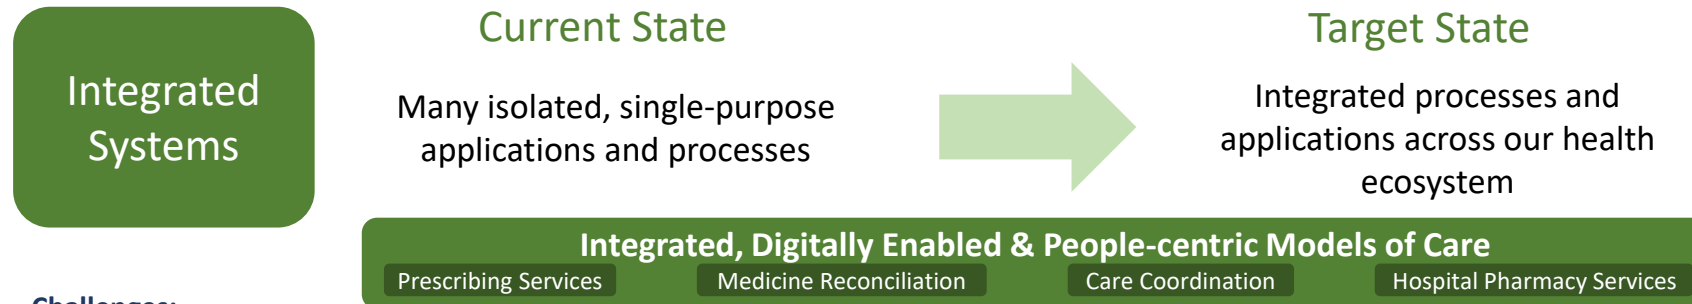 Integrated
Systems
Current State
Many isolated, single-purpose
applications and processes
Target State
Integrated processes and
applications across our health
ecosystem
Integrated, Digitally Enabled & People-centric Models of Care
Prescribing Services
Medicine Reconciliation
Care Coordination
Hospital Pharmacy Services
Challenges: